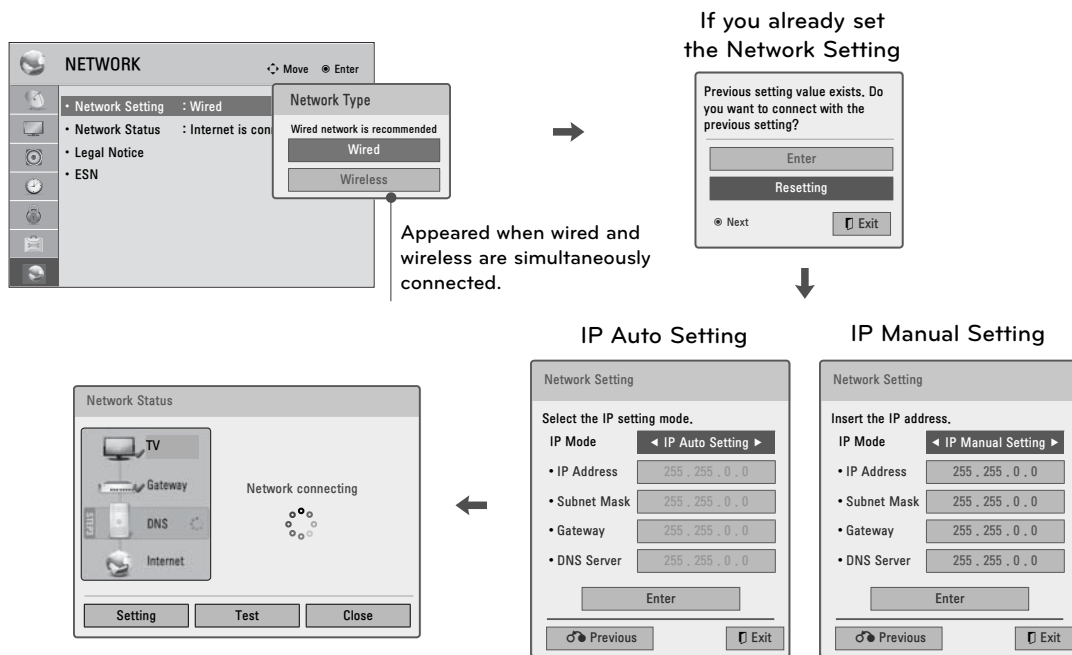 If you already set
the Network Setting
NETWORK
Move
Enter
• Network Setting : Wired
• Network Status : Internet is con
• Legal Notice
• ESN
Network Type
Wired network is recommended
Wired
Wireless
Appeared when wired and
wireless are simultaneously
connected.
Previous setting value exists. Do
you want to connect with the
previous setting?
Enter
Resetting
Next
Exit
IP Auto Setting
Network Setting
Select the IP setting mode.
IP Mode ◄ IP Auto Setting ►
• IP Address 255 . 255 . 0 . 0
• Subnet Mask 255 . 255 . 0 . 0
• Gateway 255 . 255 . 0 . 0
• DNS Server 255 . 255 . 0 . 0
Enter
Previous
Exit
IP Manual Setting
Network Setting
Insert the IP address.
IP Mode ◄ IP Manual Setting ►
• IP Address 255 . 255 . 0 . 0
• Subnet Mask 255 . 255 . 0 . 0
• Gateway 255 . 255 . 0 . 0
• DNS Server 255 . 255 . 0 . 0
Enter
Previous
Exit
Network Status
TV
Gateway
DNS
Internet
Network connecting
Setting
Test
Close